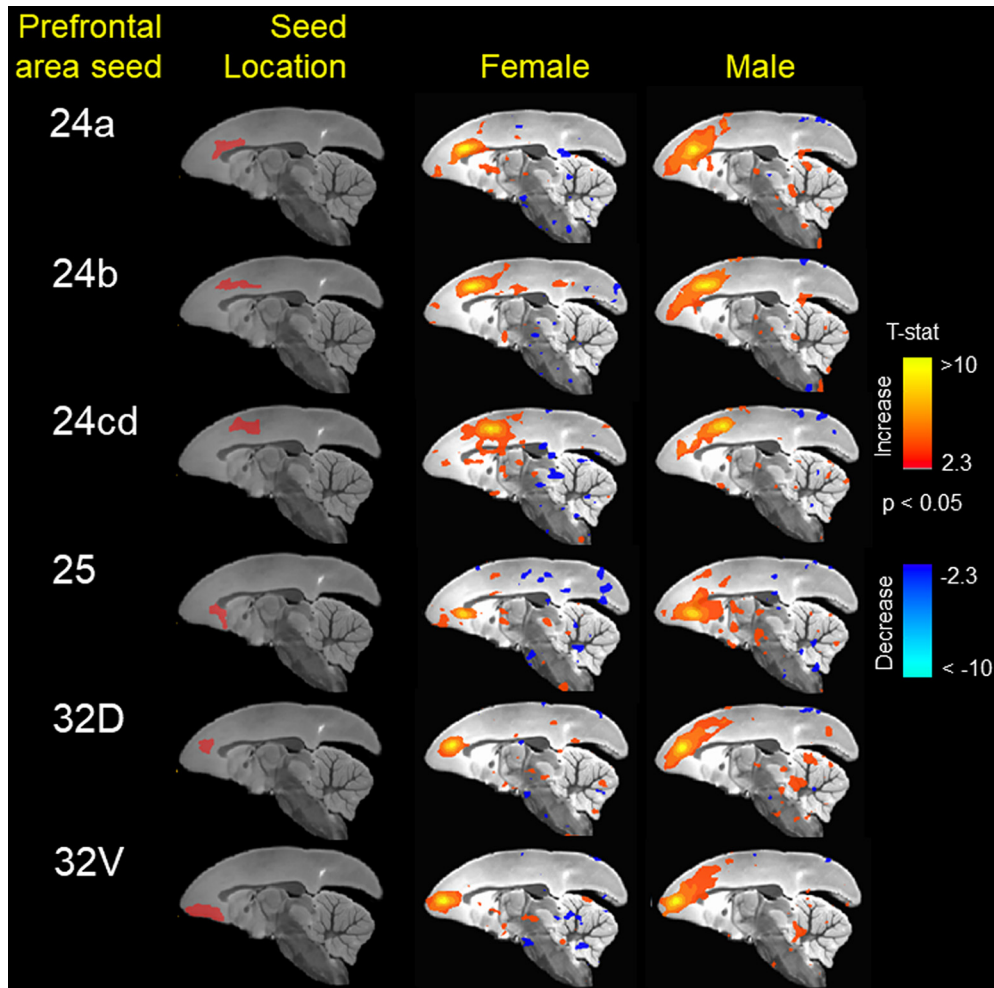 Prefrontal
area seed
Seed
Location
Female
Male
24a
24b
24cd
25
32D
32V
T-stat
>10
Increase
2.3
p < 0.05
-2.3
Decrease
< -10